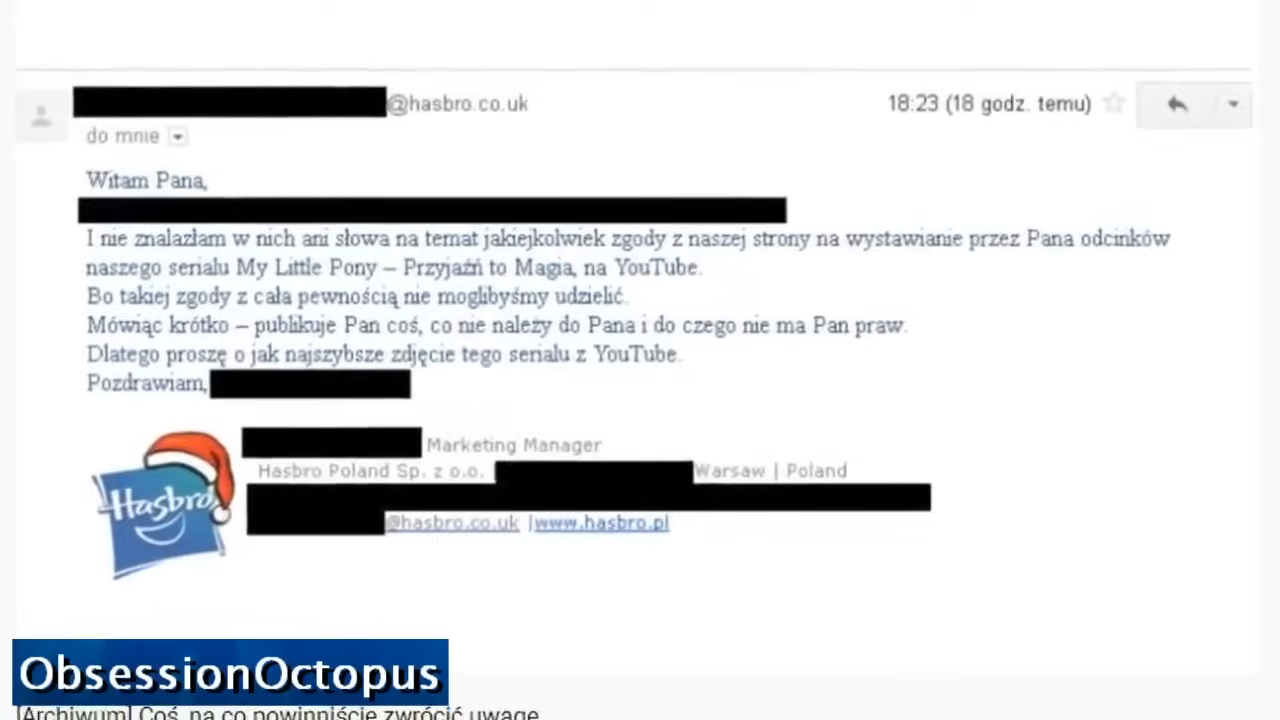 @hasbro.co.uk
18:23 (18 godz. temu)
do mnie
Witam Pana,
I nie znalazłam w nich ani słowa na temat jakiejkolwiek zgody z naszej strony na wystawianie przez Pana odcinków
naszego serialu My Little Pony – Przyjaźń to Magia, na YouTube.
Bo takiej zgody z cała pewnością nie moglibyśmy udzielić.
Mówiąc krótko – publikuje Pan coś, co nie należy do Pana i do czego nie ma Pan praw.
Dlatego proszę o jak najszybsze zdjęcie tego serialu z YouTube.
Pozdrawiam,
Marketing Manager
Hasbro Poland Sp. z o.o. Warsaw | Poland
Hasbro
@hasbro.co.uk |www.hasbro.pl
ObsessionOctopus
[Archiwum] Coś, na co powinniście zwrócić uwagę